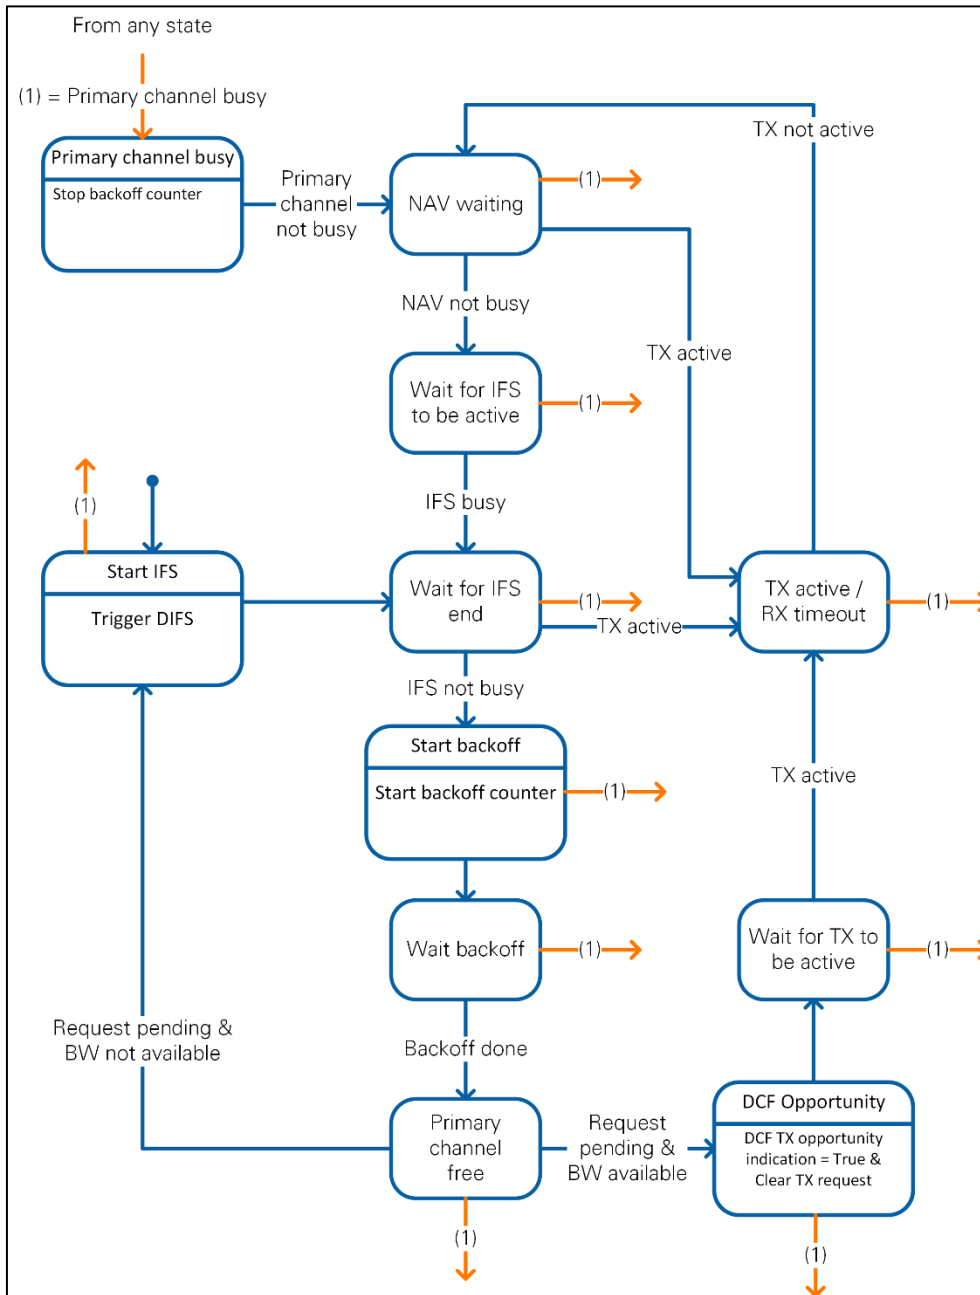 From any state
(1) = Primary channel busy
TX not active
Primary channel busy
Stop backoff counter
Primary
channel
not busy
NAV waiting
(1)
NAV not busy
TX active
Wait for IFS
to be active
(1)
IFS busy
(1)
Start IFS
Trigger DIFS
Wait for IFS
end
(1)
TX active
TX active /
RX timeout
(1)
IFS not busy
Start backoff
Start backoff counter
(1)
TX active
Wait backoff
(1)
Wait for TX to
be active
(1)
Request pending &
BW not available
Backoff done
Primary
channel
free
Request
pending &
BW available
DCF Opportunity
DCF TX opportunity
indication = True &
Clear TX request
(1)
(1)